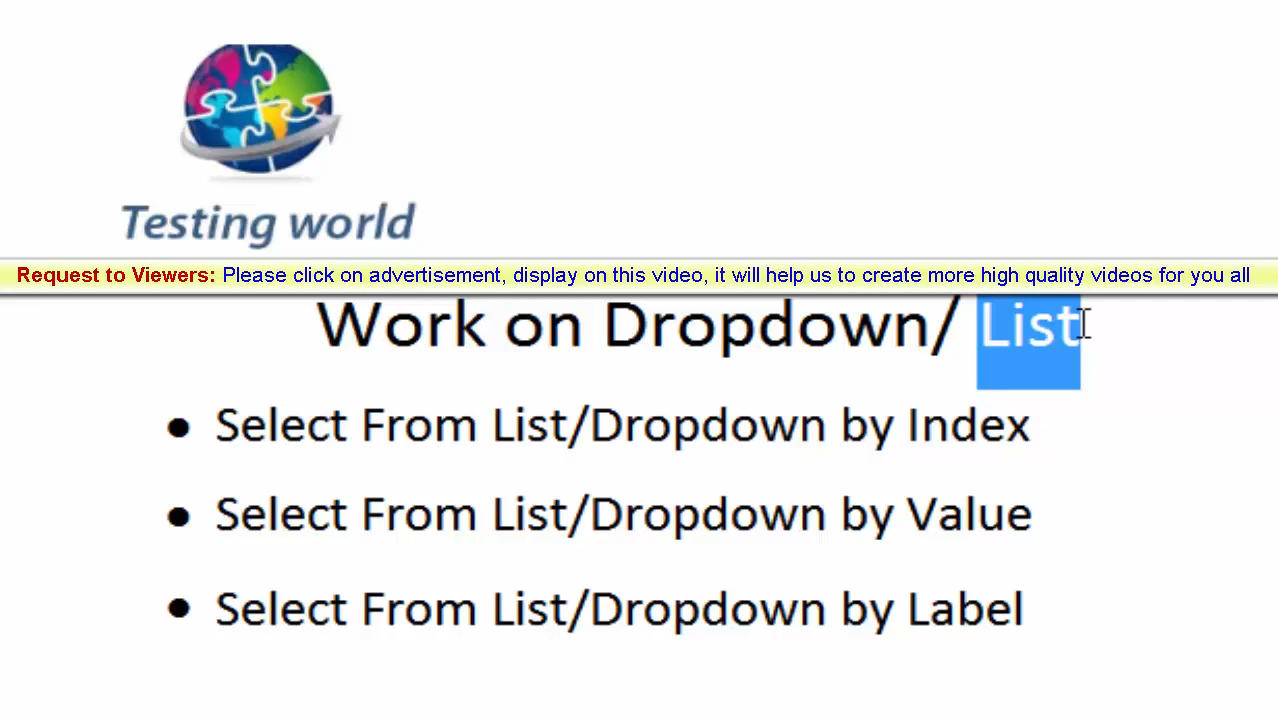 Testing world
Request to Viewers: Please click on advertisement, display on this video, it will help us to create more high quality videos for you all
Work on Dropdown/ List
• Select From List/Dropdown by Index
• Select From List/Dropdown by Value
• Select From List/Dropdown by Label